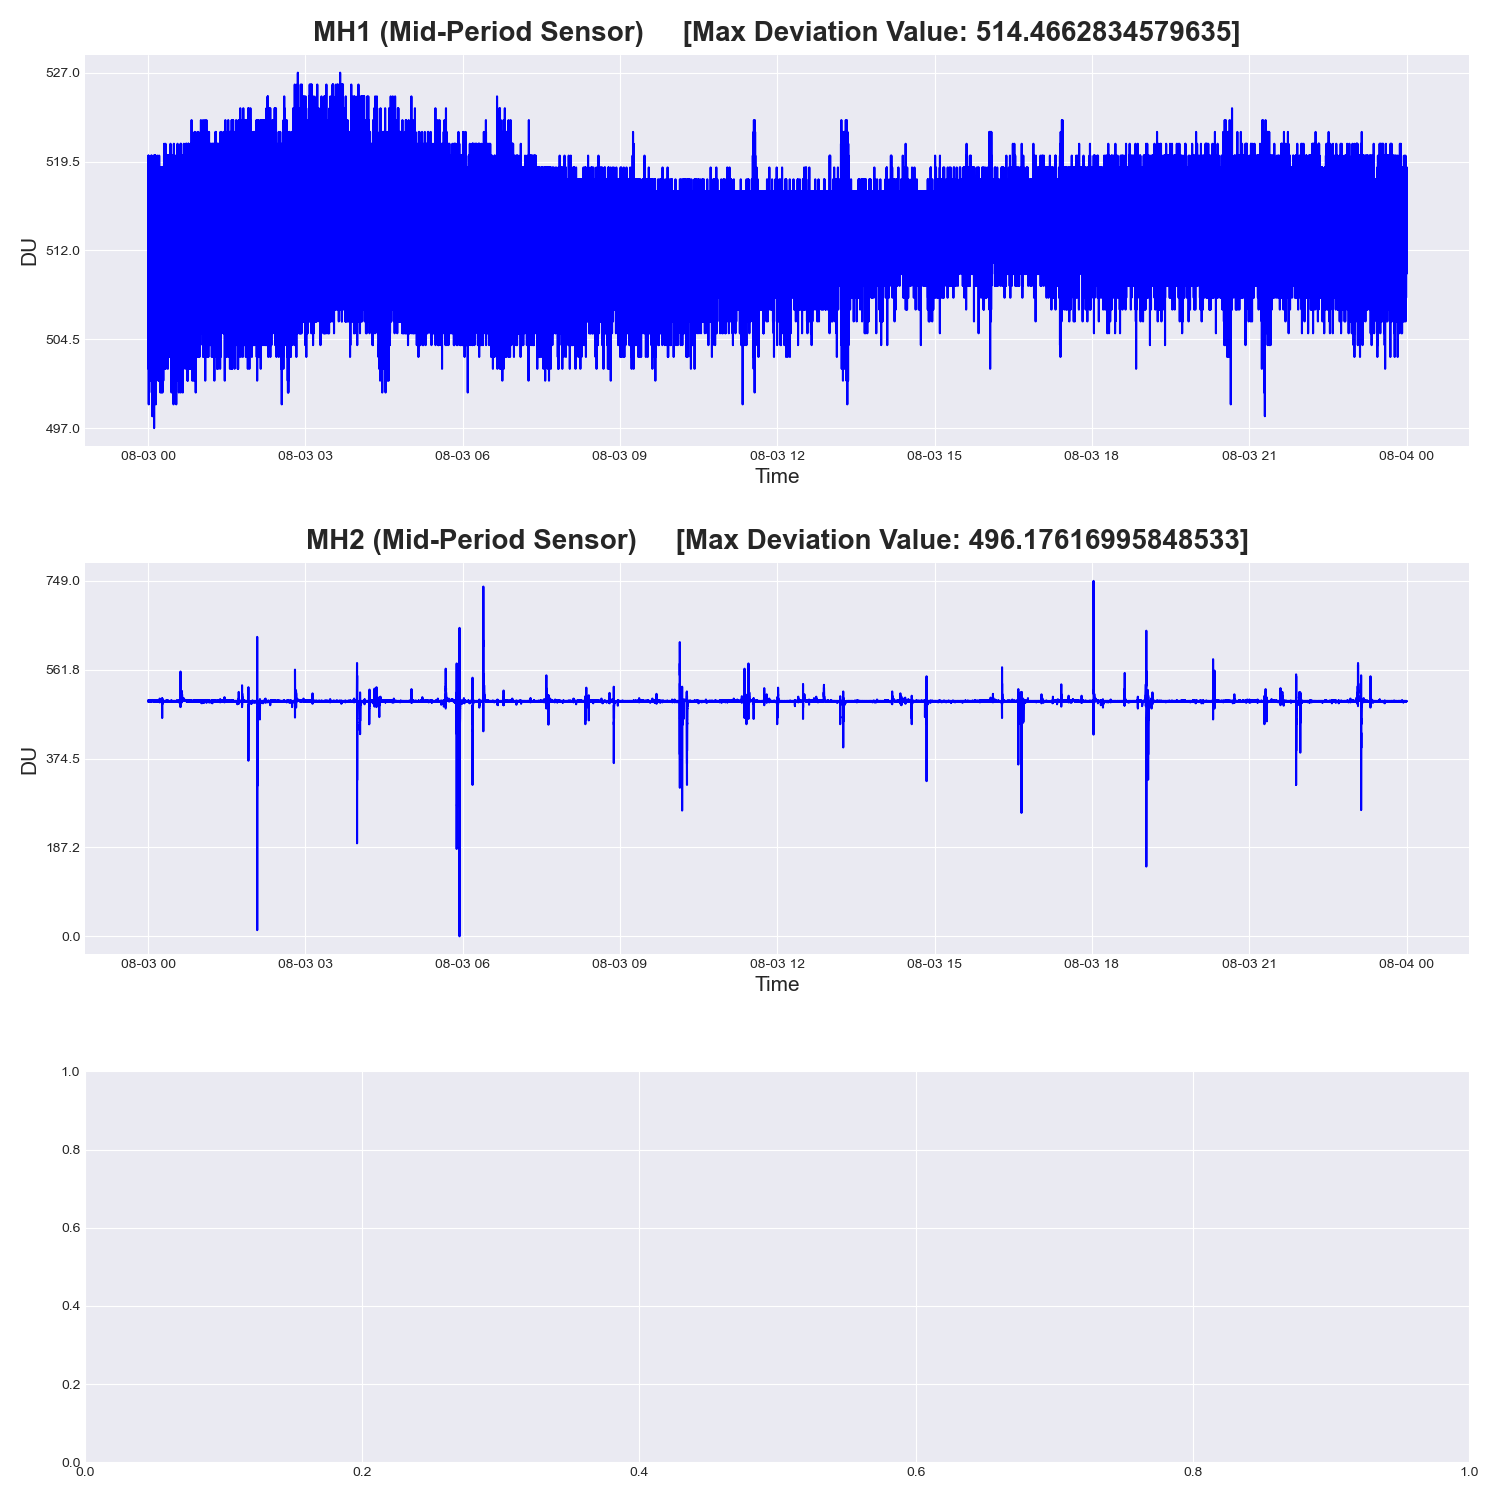 MH1 (Mid-Period Sensor) [Max Deviation Value: 514.4662834579635]
527.0
519.5
512.0
504.5
497.0
DU
08-03 00 08-03 03 08-03 06 08-03 09 08-03 12 08-03 15 08-03 18 08-03 21 08-04 00
Time
MH2 (Mid-Period Sensor) [Max Deviation Value: 496.17616995848533]
749.0
561.8
374.5
187.2
0.0
DU
08-03 00 08-03 03 08-03 06 08-03 09 08-03 12 08-03 15 08-03 18 08-03 21 08-04 00
Time
1.0
0.8
0.6
0.4
0.2
0.0
0.0 0.2 0.4 0.6 0.8 1.0